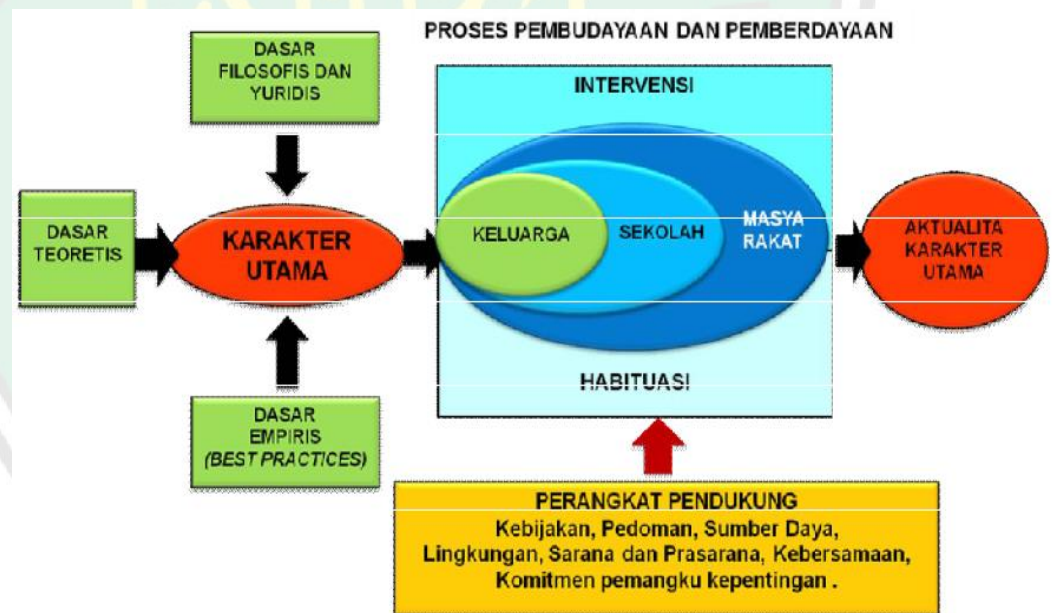 PROSES PEMBUDAYAAN DAN PEMBERDAYAAN
DASAR
FILOSOFIS DAN
YURIDIS
DASAR
TEORETIS
KARAKTER
UTAMA
DASAR
EMPIRIS
(BEST PRACTICES)
INTERVENSI
KELUARGA
SEKOLAH
MASYA
RAKAT
HABITUASI
AKTUALITA
KARAKTER
UTAMA
PERANGKAT PENDUKUNG
Kebijakan, Pedoman, Sumber Daya,
Lingkungan, Sarana dan Prasarana, Kebersamaan,
Komitmen pemangku kepentingan .